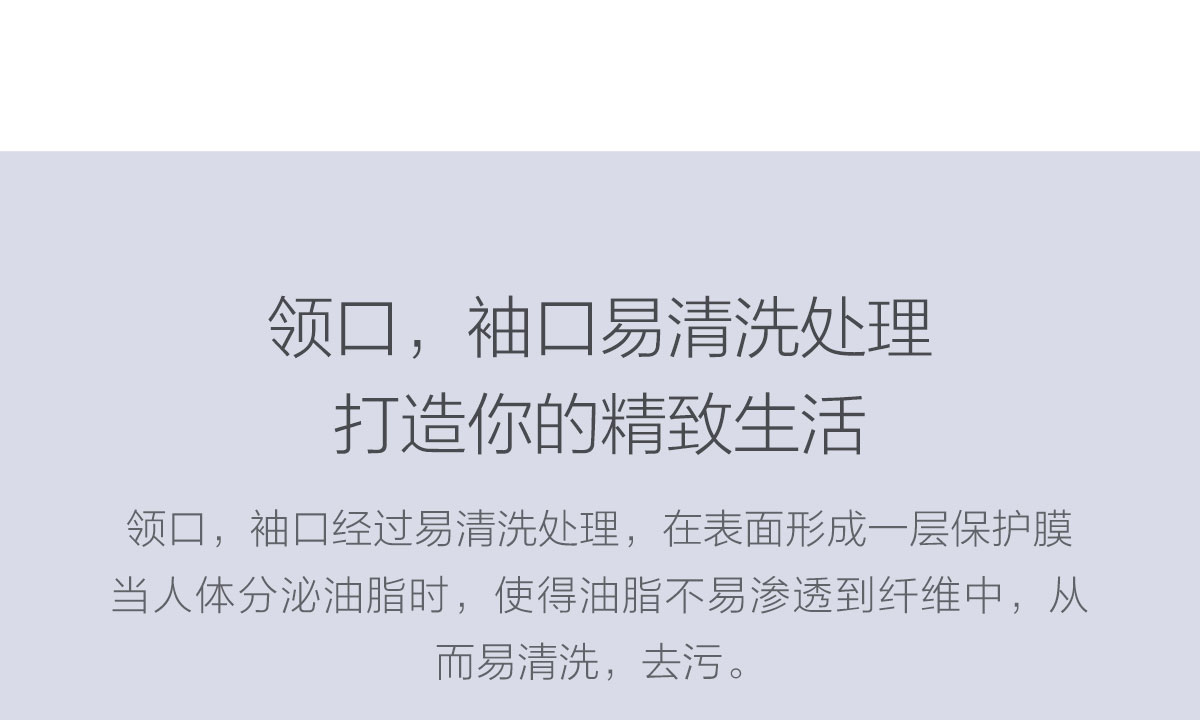 领口，袖口易清洗处理
打造你的精致生活
领口，袖口经过易清洗处理，在表面形成一层保护膜
当人体分泌油脂时，使得油脂不易渗透到纤维中，从
而易清洗，去污。